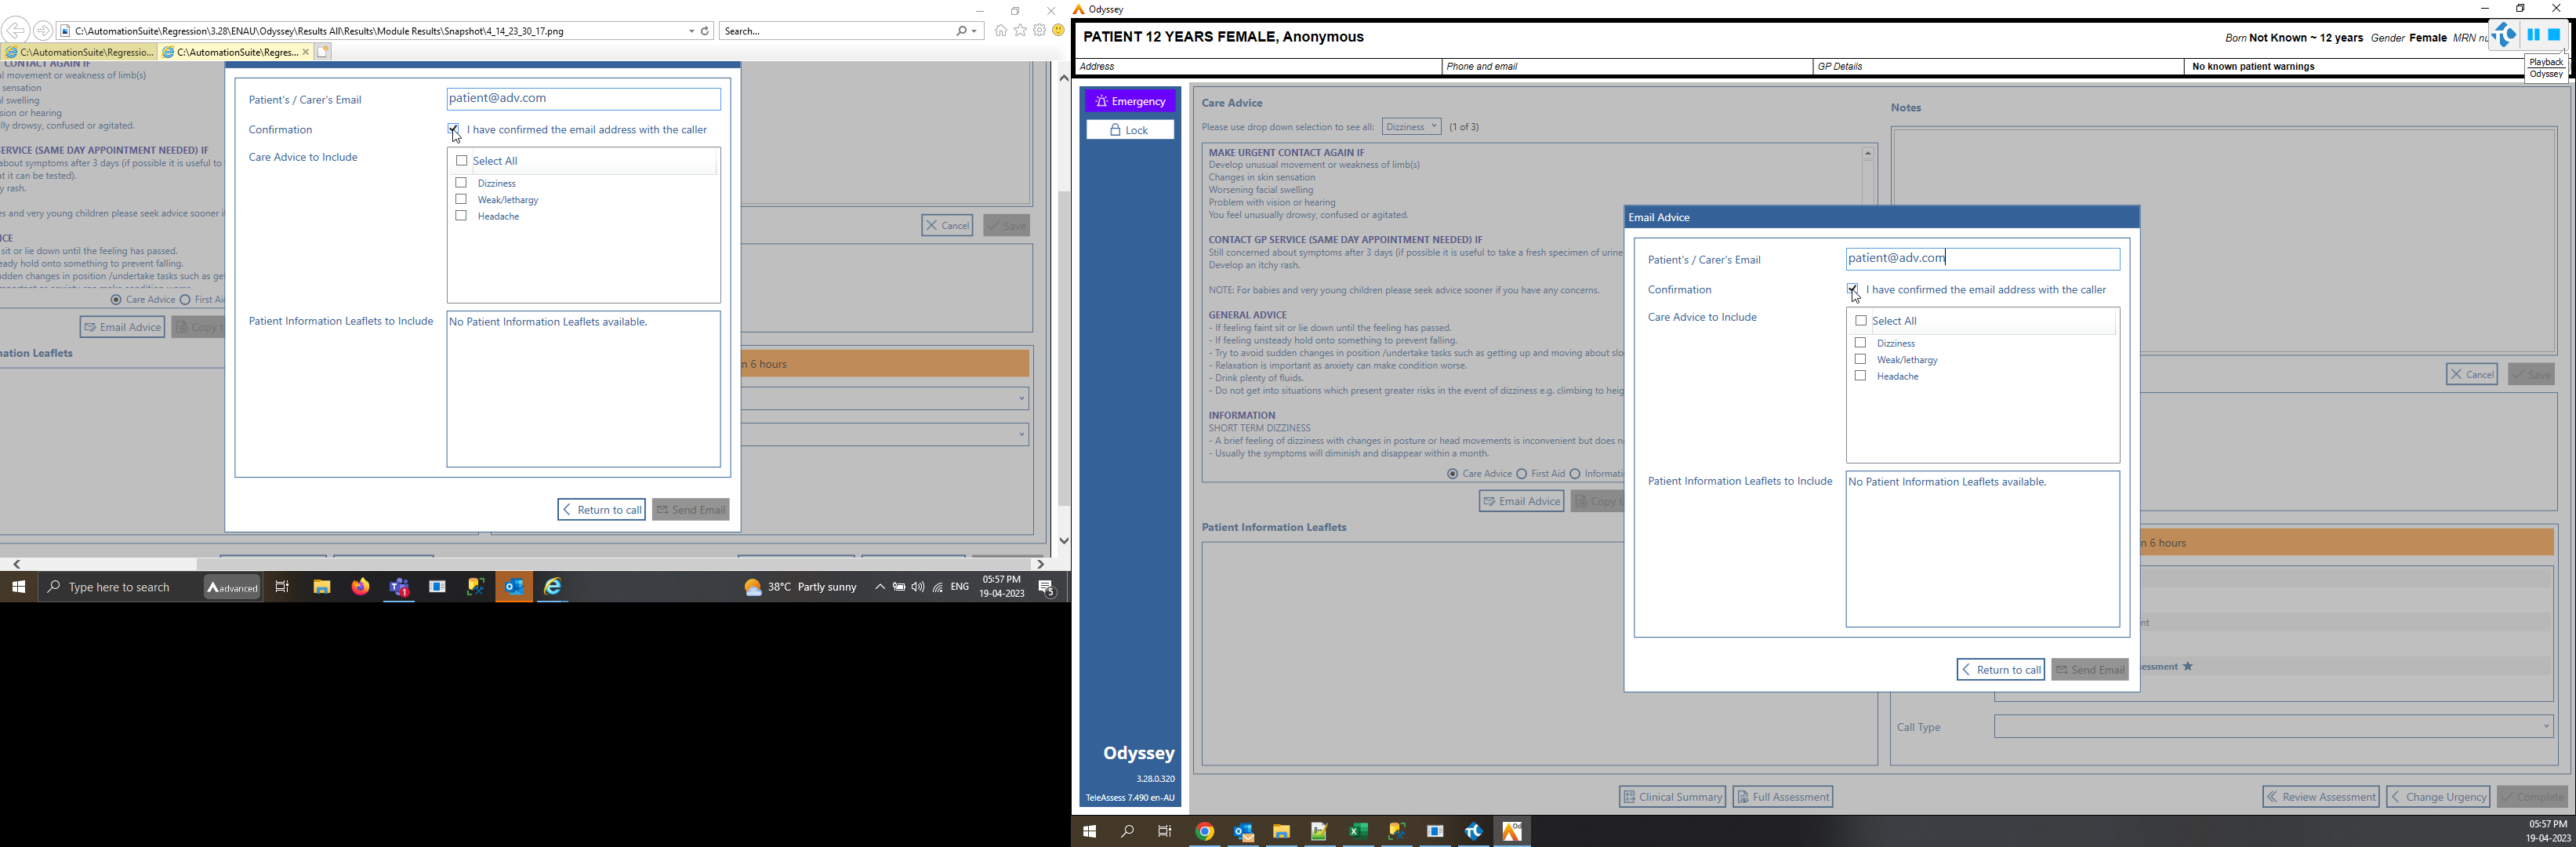 C:\AutomationSuite\Regression\3.28\ENAU\Odyssey\Results All\Results\Module Results\Snapshot\4_14_23_30_17.png
Search...
C:\AutomationSuite\Regressio...
C:\AutomationSuite\Regres...
CONTACT AGAIN IF
al movement or weakness of limb(s)
sensation
al swelling
sion or hearing
lly drowsy, confused or agitated.
ERVICE (SAME DAY APPOINTMENT NEEDED) IF
about symptoms after 3 days (if possible it is useful to
at it can be tested).
y rash.
es and very young children please seek advice sooner i
ICE
sit or lie down until the feeling has passed.
eady hold onto something to prevent falling.
dden changes in position /undertake tasks such as get
Care Advice
First Ai
Email Advice
Copy t
ation Leaflets
Patient's / Carer's Email
patient@adv.com
Confirmation
I have confirmed the email address with the caller
Care Advice to Include
Select All
Dizziness
Weak/lethargy
Headache
Patient Information Leaflets to Include
No Patient Information Leaflets available.
Return to call
Send Email
Cancel
Save
n 6 hours
Type here to search
advanced
38°C Partly sunny
ENG
05:57 PM
19-04-2023
5
Odyssey
PATIENT 12 YEARS FEMALE, Anonymous
Born Not Known ~ 12 years Gender Female MRN nu
Address
Phone and email
GP Details
No known patient warnings
Playback
Odyssey
Emergency
Lock
Care Advice
Please use drop down selection to see all:
Dizziness
(1 of 3)
MAKE URGENT CONTACT AGAIN IF
Develop unusual movement or weakness of limb(s)
Changes in skin sensation
Worsening facial swelling
Problem with vision or hearing
You feel unusually drowsy, confused or agitated.
CONTACT GP SERVICE (SAME DAY APPOINTMENT NEEDED) IF
Still concerned about symptoms after 3 days (if possible it is useful to take a fresh specimen of urine
Develop an itchy rash.
NOTE: For babies and very young children please seek advice sooner if you have any concerns.
GENERAL ADVICE
- If feeling faint sit or lie down until the feeling has passed.
- If feeling unsteady hold onto something to prevent falling.
- Try to avoid sudden changes in position /undertake tasks such as getting up and moving about slo
- Relaxation is important as anxiety can make condition worse.
- Drink plenty of fluids.
- Do not get into situations which present greater risks in the event of dizziness e.g. climbing to heig
INFORMATION
SHORT TERM DIZZINESS
- A brief feeling of dizziness with changes in posture or head movements is inconvenient but does n
- Usually the symptoms will diminish and disappear within a month.
Care Advice
First Aid
Informati
Email Advice
Copy t
Patient Information Leaflets
Notes
Email Advice
Patient's / Carer's Email
patient@adv.com
Confirmation
I have confirmed the email address with the caller
Care Advice to Include
Select All
Dizziness
Weak/lethargy
Headache
Patient Information Leaflets to Include
No Patient Information Leaflets available.
Return to call
Send Email
Cancel
Save
n 6 hours
nt
essment
Call Type
Odyssey
3.28.0.320
TeleAssess 7.490 en-AU
Clinical Summary
Full Assessment
Review Assessment
Change Urgency
Complete
05:57 PM
19-04-2023